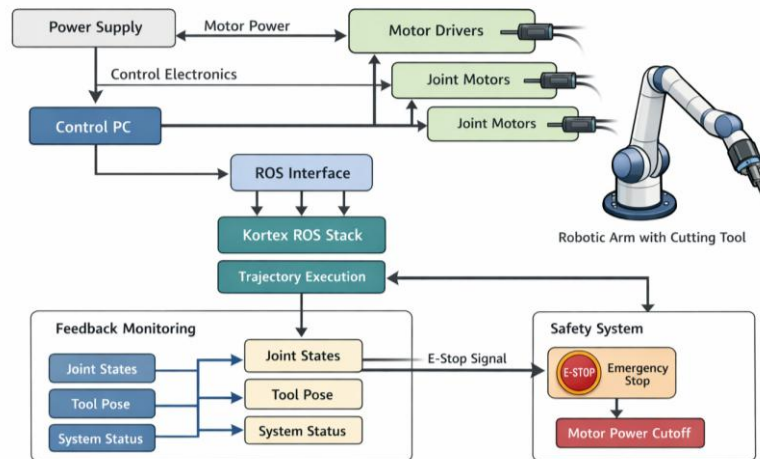 Power Supply
Motor Power
Motor Drivers
Control Electronics
Joint Motors
Control PC
Joint Motors
ROS Interface
Kortex ROS Stack
Robotic Arm with Cutting Tool
Trajectory Execution
Feedback Monitoring
Joint States
Tool Pose
System Status
Joint States
Tool Pose
System Status
E-Stop Signal
Safety System
E-STOP
Emergency
Stop
Motor Power Cutoff